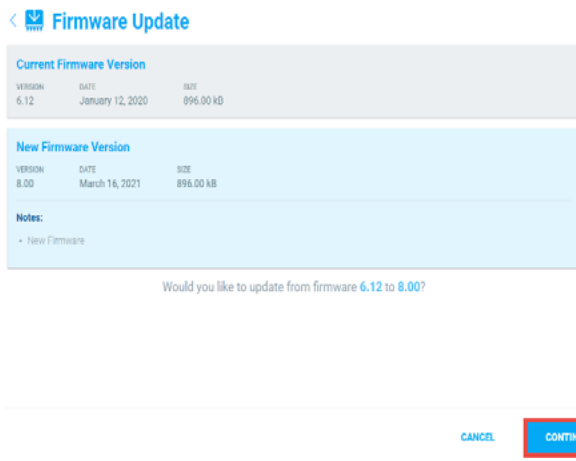 Firmware Update
Current Firmware Version
VERSION DATE SIZE
6.12 January 12, 2020 896.00 kB
New Firmware Version
VERSION DATE SIZE
8.00 March 16, 2021 896.00 kB
Notes:
• New Firmware
Would you like to update from firmware 6.12 to 8.00?
CANCEL CONTIN